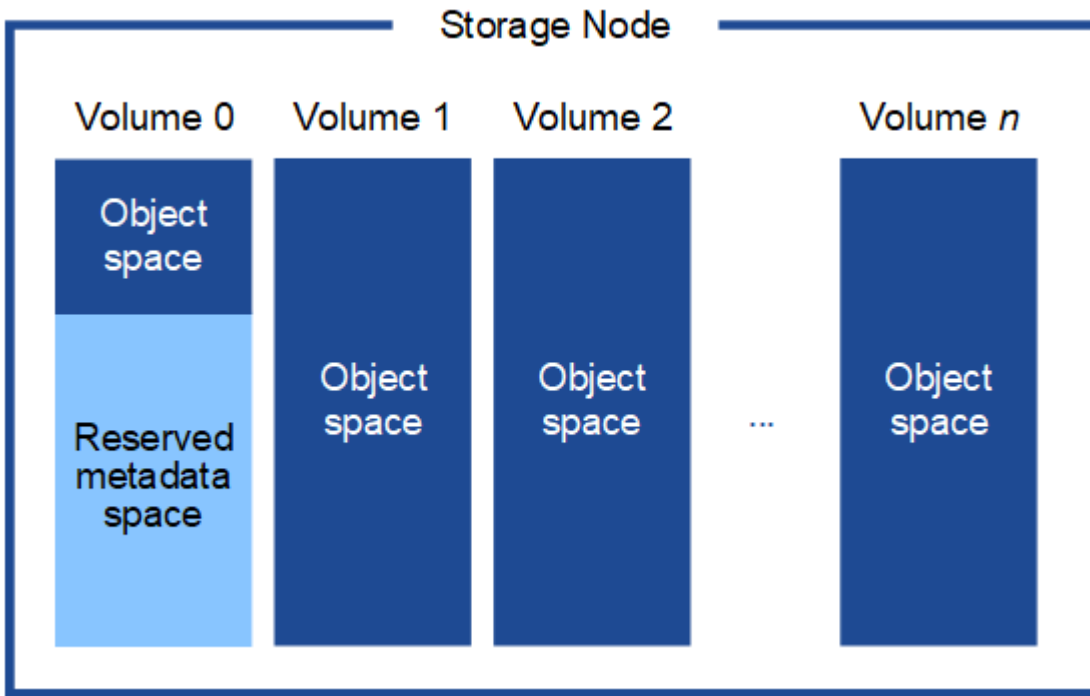 Storage Node
Volume 0
Volume 1
Volume 2
Volume n
Object
space
Reserved
metadata
space
Object
space
Object
space
...
Object
space